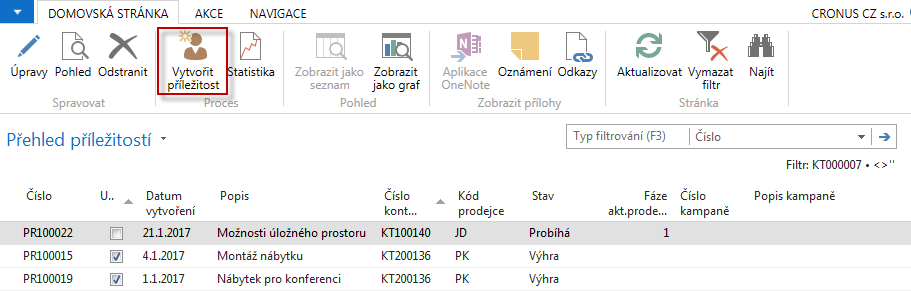 DOMOVSKÁ STRÁNKA AKCE NAVIGACE CRONUS CZ s.r.o.
Úpravy Pohled Odstranit Vytvořit příležitost Statistika Zobrazit jako seznam Zobrazit jako graf Aplikace OneNote Oznámení Odkazy Aktualizovat Vymazat filtr Najít
Spravovat Proces Pohled Zobrazit přílohy Stránka
Přehled příležitostí
Typ filtrování (F3) Číslo
Filtr: KT000007 • <>''
Číslo U.. Datum vytvoření Popis Číslo kont... Kód prodejce Stav Fáze akt.prode... Číslo kampaně Popis kampaně
PR100022 21.1.2017 Možnosti úložného prostoru KT100140 JD Probíhá 1
PR100015 4.1.2017 Montáž nábytku KT200136 PK Výhra
PR100019 1.1.2017 Nábytek pro konferenci KT200136 PK Výhra